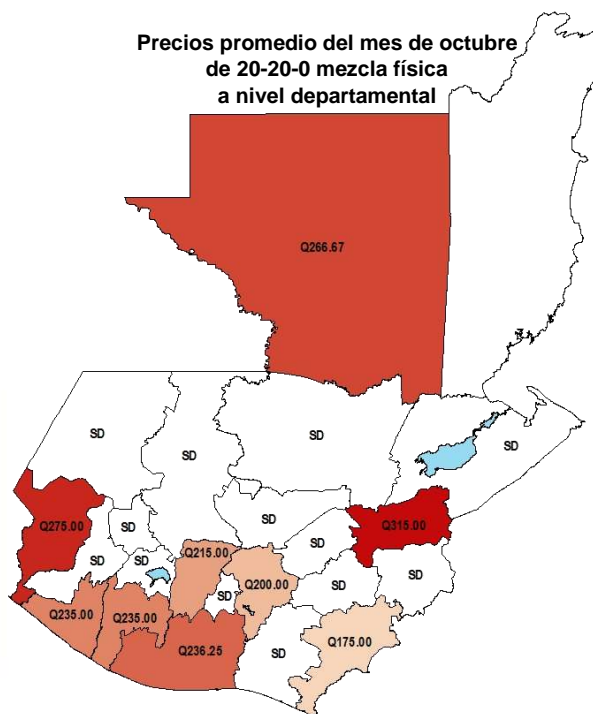 Precios promedio del mes de octubre
de 20-20-0 mezcla física
a nivel departamental
Q266.67
SD
SD
SD
SD
Q275.00
SD
SD
Q315.00
SD
SD
SD
Q215.00
SD
Q200.00
SD
SD
Q235.00
Q235.00
Q236.25
SD
Q175.00